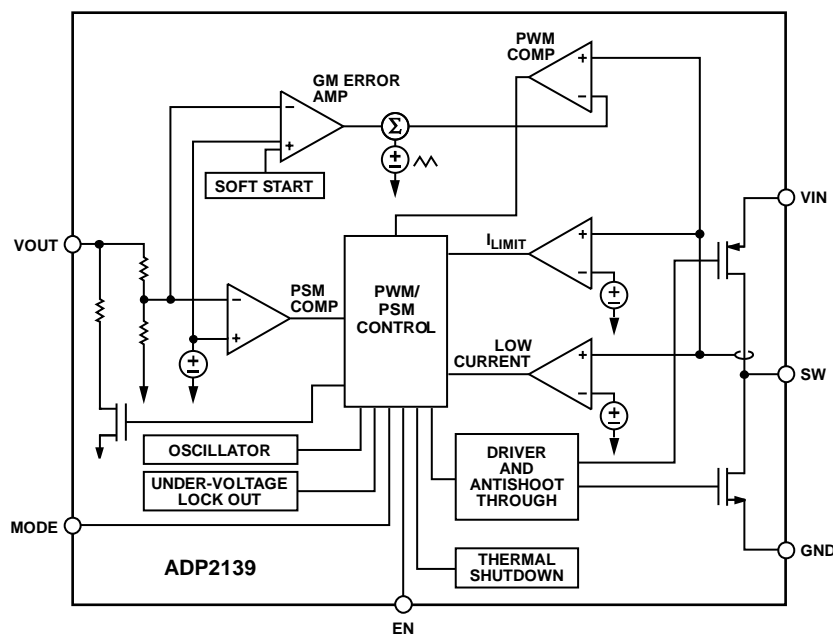 PWM
COMP
GM ERROR
AMP
+
−
−
+
Σ
±
SOFT START
VIN
VOUT
I LIMIT
+
−
±
PSM
COMP
−
+
±
PWM/
PSM
CONTROL
LOW
CURRENT
+
−
±
SW
OSCILLATOR
DRIVER
AND
ANTISHOOT
THROUGH
UNDER-VOLTAGE
LOCK OUT
MODE
GND
ADP2139
THERMAL
SHUTDOWN
EN